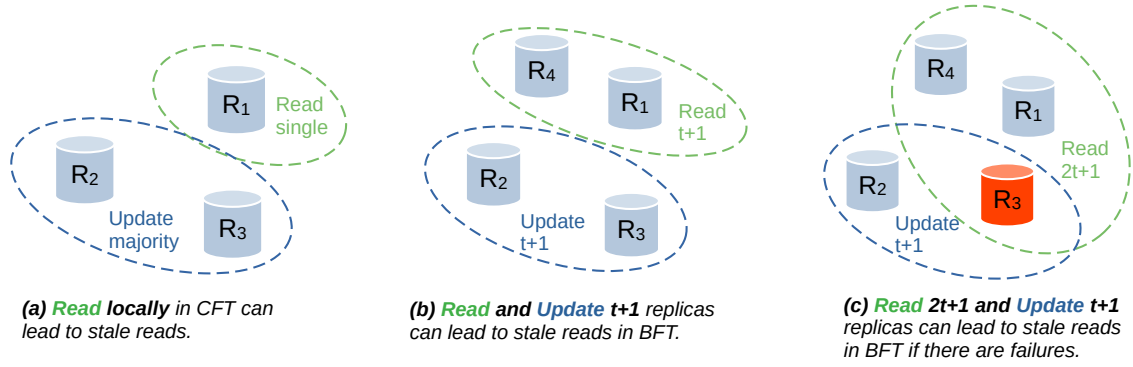 R1
Read
single
R2
Update
majority
R3
(a) Read locally in CFT can
lead to stale reads.
R4
R1
Read
t+1
R2
Update
t+1
R3
(b) Read and Update t+1 replicas
can lead to stale reads in BFT.
R4
R1
Read
2t+1
R2
R3
Update
t+1
(c) Read 2t+1 and Update t+1
replicas can lead to stale reads
in BFT if there are failures.